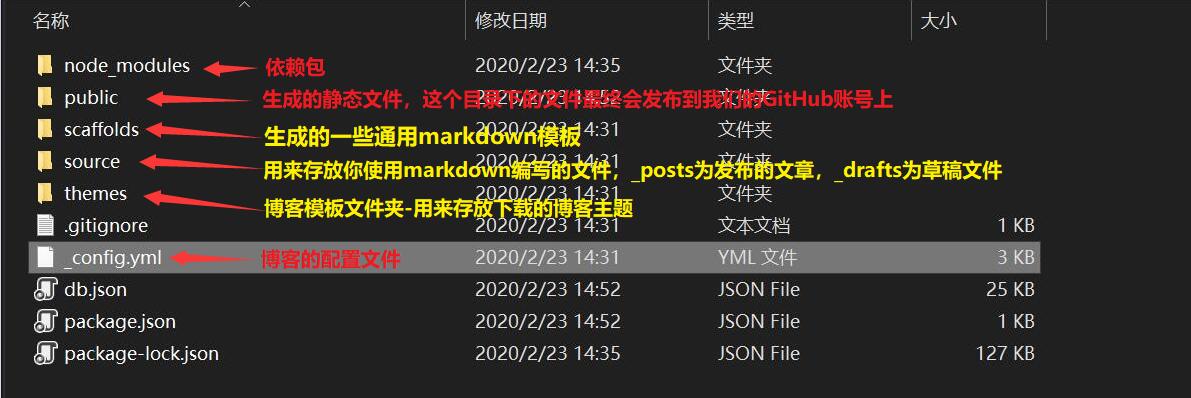 名称 修改日期 类型 大小
node_modules 依赖包 2020/2/23 14:35 文件夹
public 2020/2/23 14:52 文件夹
生成的静态文件，这个目录下的文件最终会发布到我们的GitHub账号上
scaffolds 2020/2/23 14:31 文件夹
生成的一些通用markdown模板
source 2020/2/23 14:31 文件夹
用来存放你使用markdown编写的文件；_posts为发布的文章，_drafts为草稿文件
themes 2020/2/23 14:31 文件夹
博客模板文件夹-用来存放下载的博客主题
.gitignore 2020/2/23 14:31 文本文档 1 KB
_config.yml 博客的配置文件 2020/2/23 14:31 YML 文件 3 KB
db.json 2020/2/23 14:52 JSON File 25 KB
package.json 2020/2/23 14:52 JSON File 1 KB
package-lock.json 2020/2/23 14:35 JSON File 127 KB